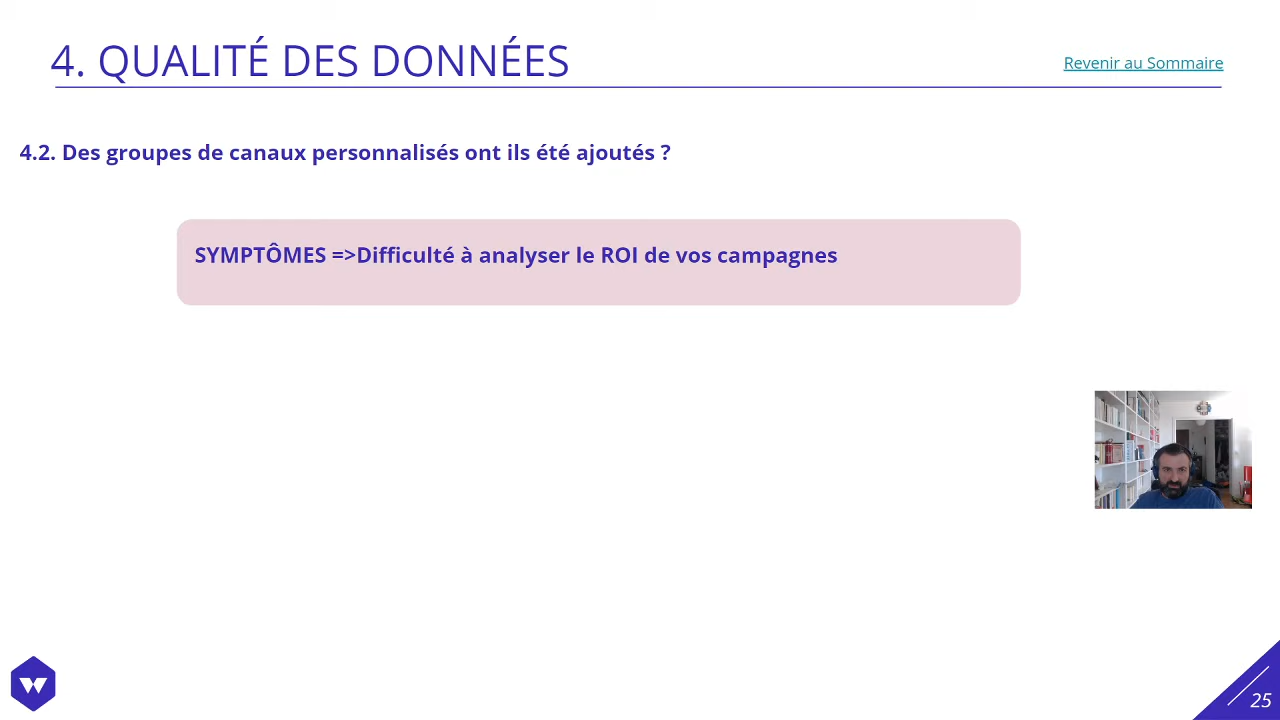 4. QUALITÉ DES DONNÉES
Revenir au Sommaire
4.2. Des groupes de canaux personnalisés ont ils été ajoutés ?
SYMPTÔMES =>Difficulté à analyser le ROI de vos campagnes
25